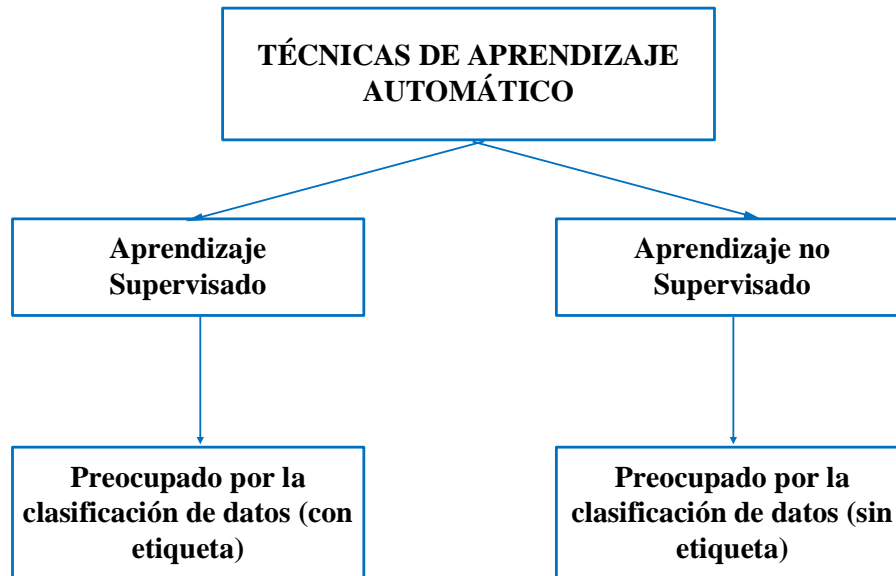 TÉCNICAS DE APRENDIZAJE
AUTOMÁTICO
Aprendizaje
Supervisado
Aprendizaje no
Supervisado
Preocupado por la
clasificación de datos (con
etiqueta)
Preocupado por la
clasificación de datos (sin
etiqueta)